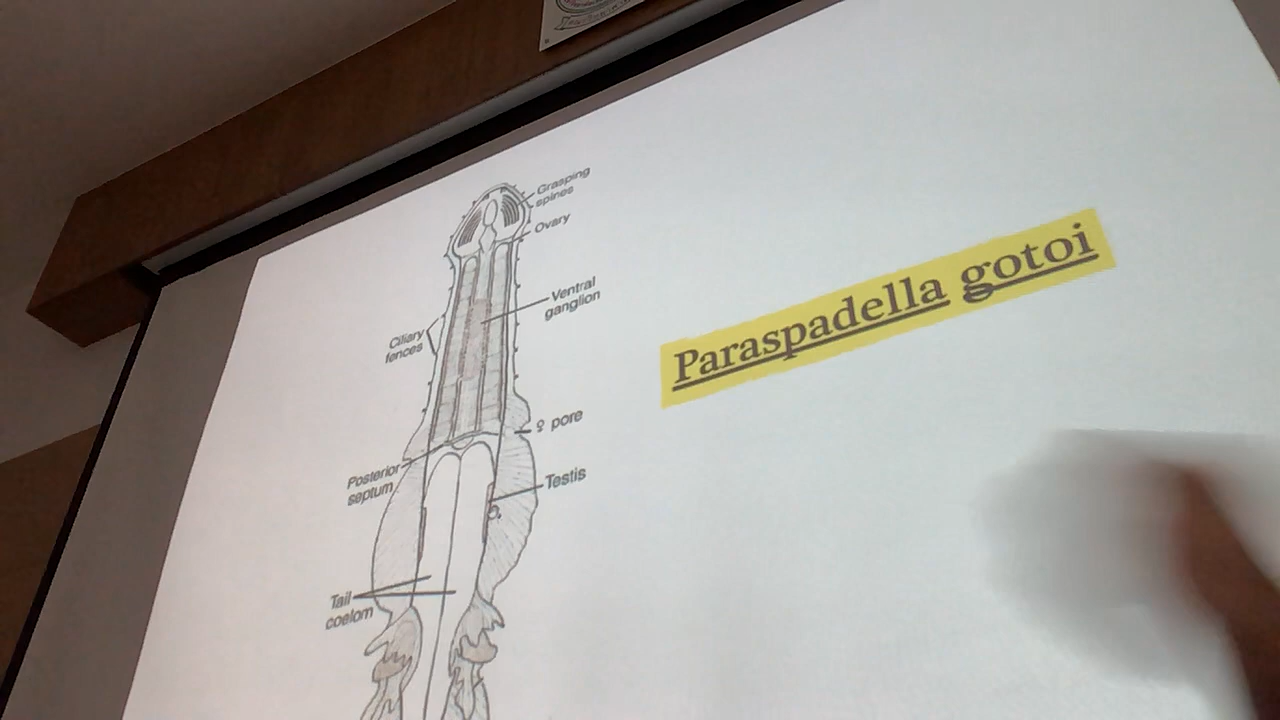 Grasping
spines
Ovary
Ventral
ganglion
Ciliary
fences
♀ pore
Posterior
septum
Testis
Tail
coelom
Paraspadella gotoi